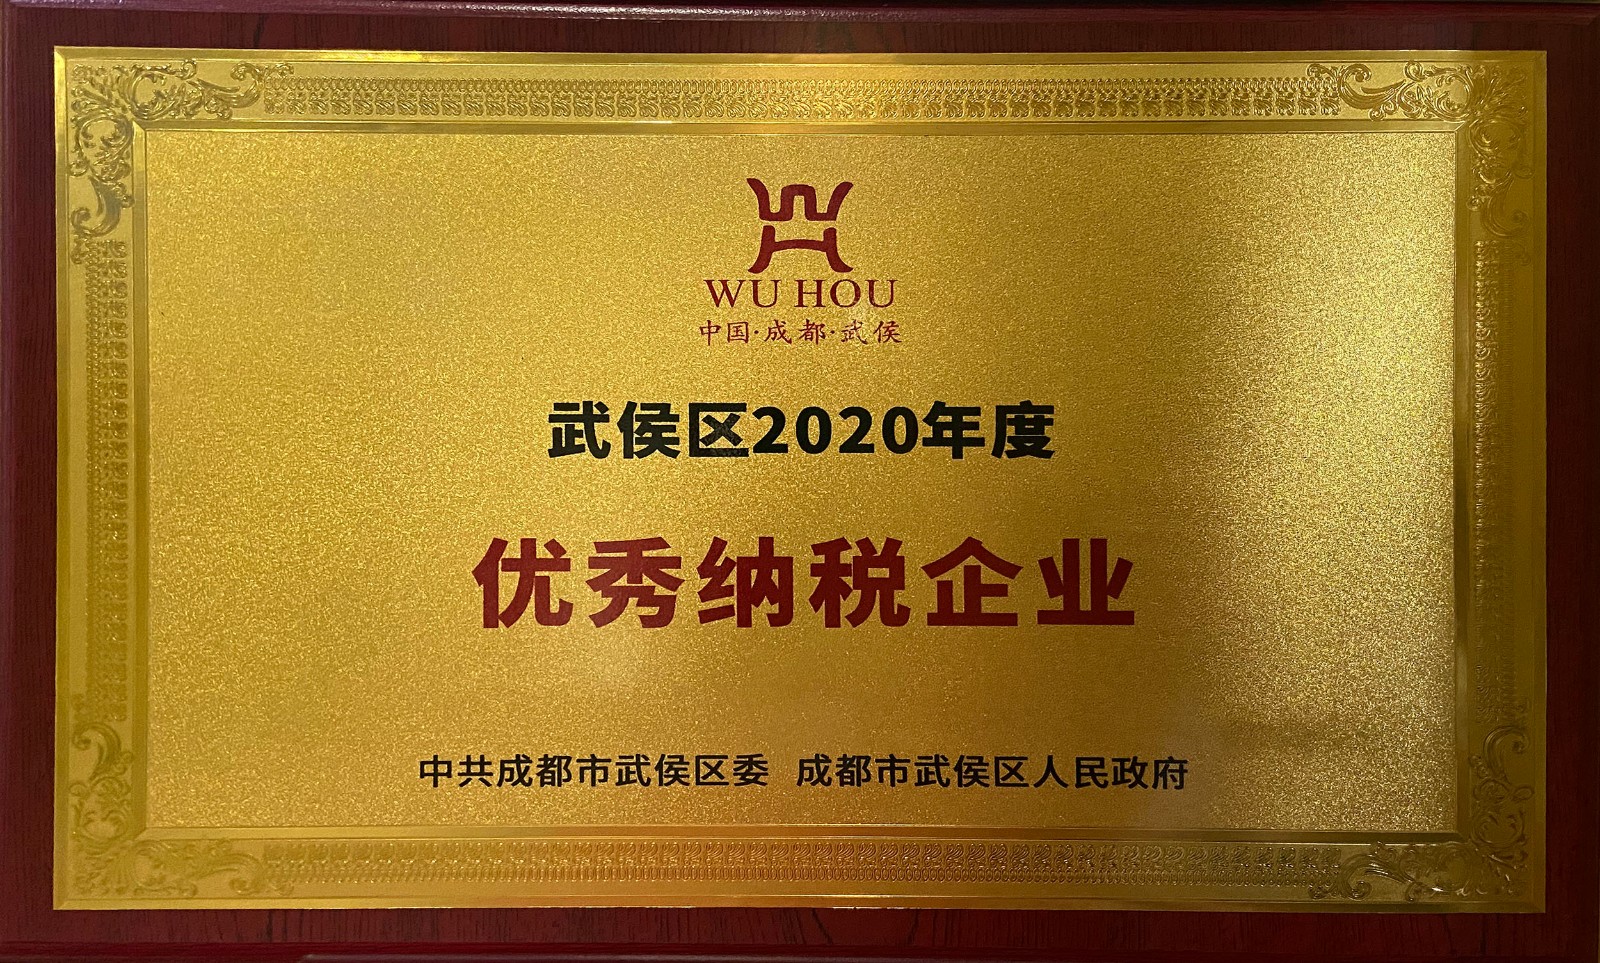 WU HOU
中国·成都·武侯
武侯区2020年度
优秀纳税企业
中共成都市武侯区委 成都市武侯区人民政府